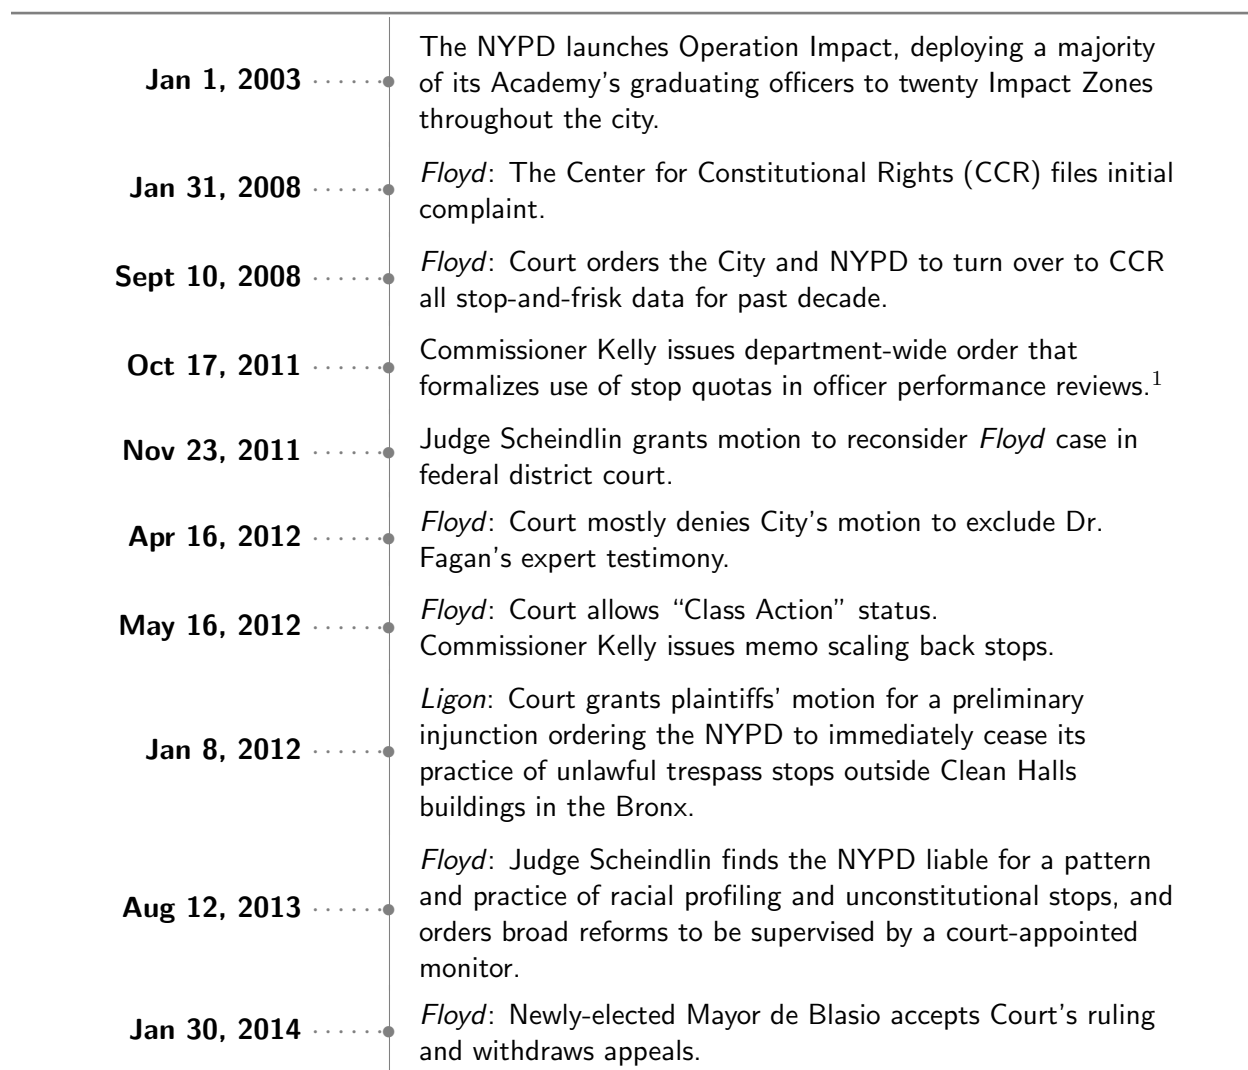 Jan 1, 2003
The NYPD launches Operation Impact, deploying a majority
of its Academy's graduating officers to twenty Impact Zones
throughout the city.
Jan 31, 2008
Floyd: The Center for Constitutional Rights (CCR) files initial
complaint.
Sept 10, 2008
Floyd: Court orders the City and NYPD to turn over to CCR
all stop-and-frisk data for past decade.
Oct 17, 2011
Commissioner Kelly issues department-wide order that
formalizes use of stop quotas in officer performance reviews.1
Nov 23, 2011
Judge Scheindlin grants motion to reconsider Floyd case in
federal district court.
Apr 16, 2012
Floyd: Court mostly denies City's motion to exclude Dr.
Fagan's expert testimony.
May 16, 2012
Floyd: Court allows “Class Action” status.
Commissioner Kelly issues memo scaling back stops.
Jan 8, 2012
Ligon: Court grants plaintiffs' motion for a preliminary
injunction ordering the NYPD to immediately cease its
practice of unlawful trespass stops outside Clean Halls
buildings in the Bronx.
Aug 12, 2013
Floyd: Judge Scheindlin finds the NYPD liable for a pattern
and practice of racial profiling and unconstitutional stops, and
orders broad reforms to be supervised by a court-appointed
monitor.
Jan 30, 2014
Floyd: Newly-elected Mayor de Blasio accepts Court's ruling
and withdraws appeals.